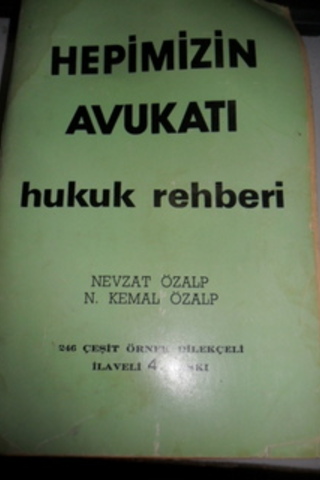 HEPİMİZİN
AVUKATI
hukuk rehberi
NEVZAT ÖZALP
N. KEMAL ÖZALP
246 ÇEŞİT ÖRNEK DİLEKÇELİ
İLAVELİ 4.